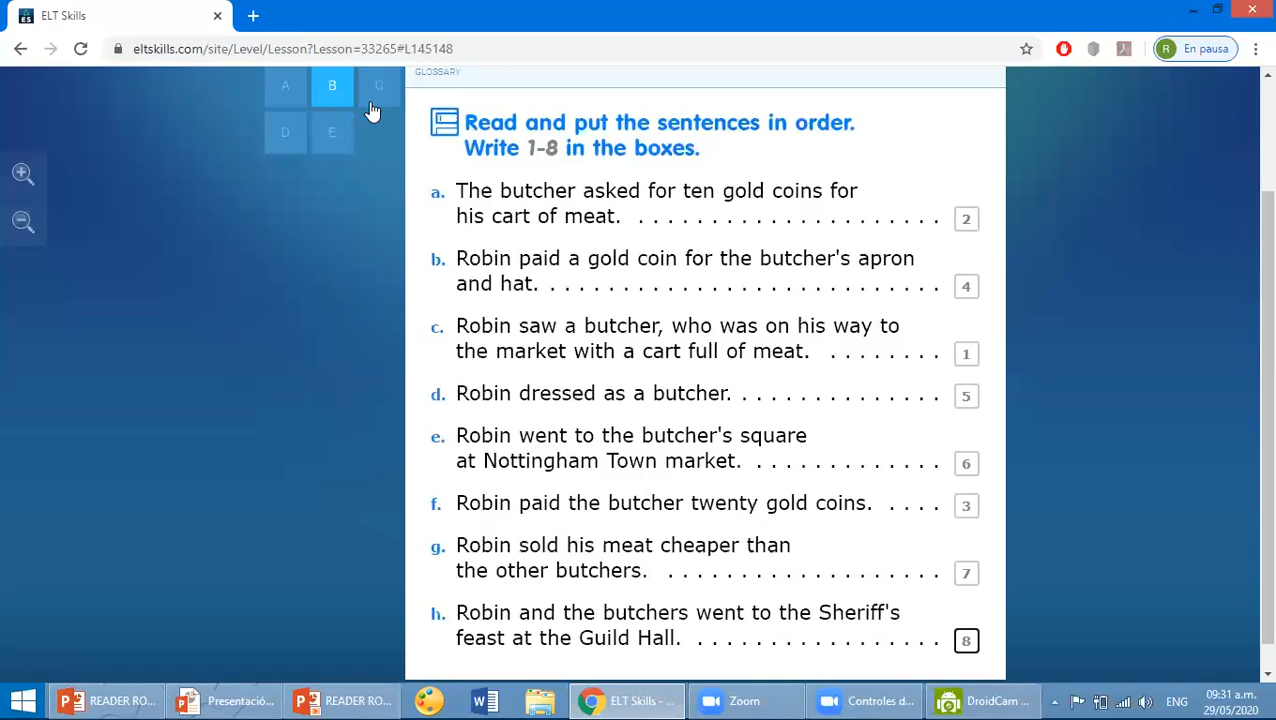 ELT Skills
eltskills.com/site/Level/Lesson?Lesson=33265#L145148
R En pausa
A B C
D E
GLOSSARY
Read and put the sentences in order.
Write 1-8 in the boxes.
a. The butcher asked for ten gold coins for
his cart of meat. . . . . . . . . . . . . . . . . . . . . . 2
b. Robin paid a gold coin for the butcher's apron
and hat. . . . . . . . . . . . . . . . . . . . . . . . . . . . 4
c. Robin saw a butcher, who was on his way to
the market with a cart full of meat. . . . . . . . . 1
d. Robin dressed as a butcher. . . . . . . . . . . . . . . 5
e. Robin went to the butcher's square
at Nottingham Town market. . . . . . . . . . . . . . 6
f. Robin paid the butcher twenty gold coins. . . . . 3
g. Robin sold his meat cheaper than
the other butchers. . . . . . . . . . . . . . . . . . . . 7
h. Robin and the butchers went to the Sheriff's
feast at the Guild Hall. . . . . . . . . . . . . . . . . . 8
READER RO... Presentació... READER RO... ELT Skills - ... Zoom Controles d... DroidCam ... ENG 09:31 a.m.
29/05/2020